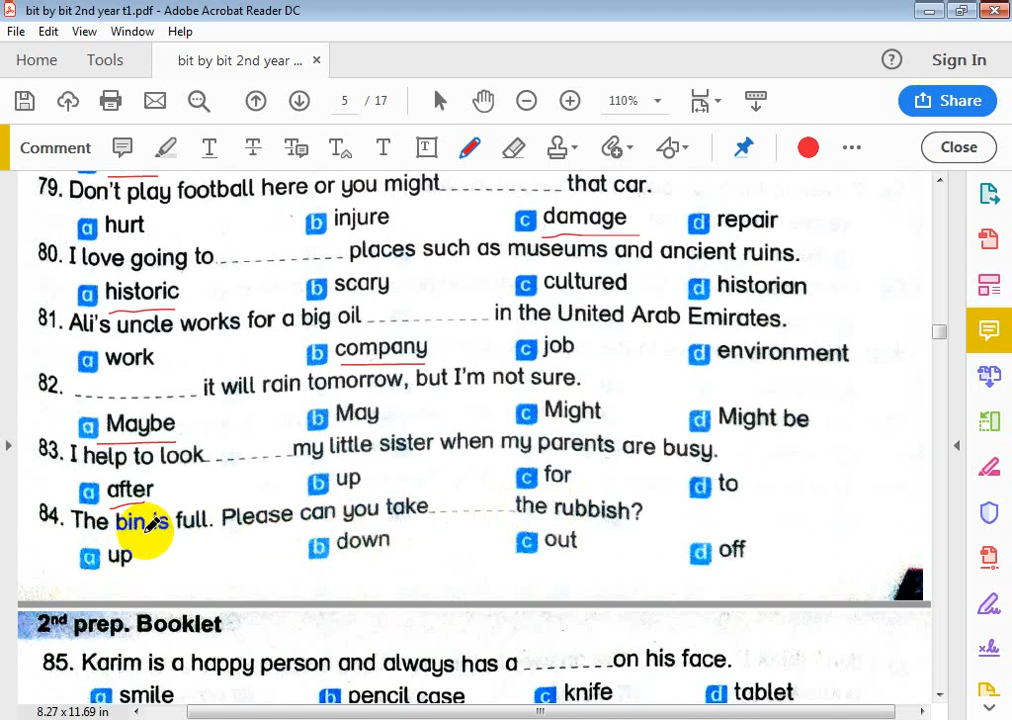 bit by bit 2nd year t1.pdf - Adobe Acrobat Reader DC
File Edit View Window Help
Home Tools bit by bit 2nd year ... × ? Sign In
5 / 17 110% Share
Comment Close
79. Don't play football here or you might____________ that car.
a hurt b injure c damage d repair
80. I love going to____________ places such as museums and ancient ruins.
a historic b scary c cultured d historian
81. Ali's uncle works for a big oil ____________ in the United Arab Emirates.
a work b company c job d environment
82. ____________ it will rain tomorrow, but I'm not sure.
a Maybe b May c Might d Might be
83. I help to look________my little sister when my parents are busy.
a after b up c for d to
84. The bin is full. Please can you take________the rubbish?
a up b down c out d off
2nd prep. Booklet
85. Karim is a happy person and always has a ________on his face.
a smile b pencil case c knife d tablet
8.27 x 11.69 in